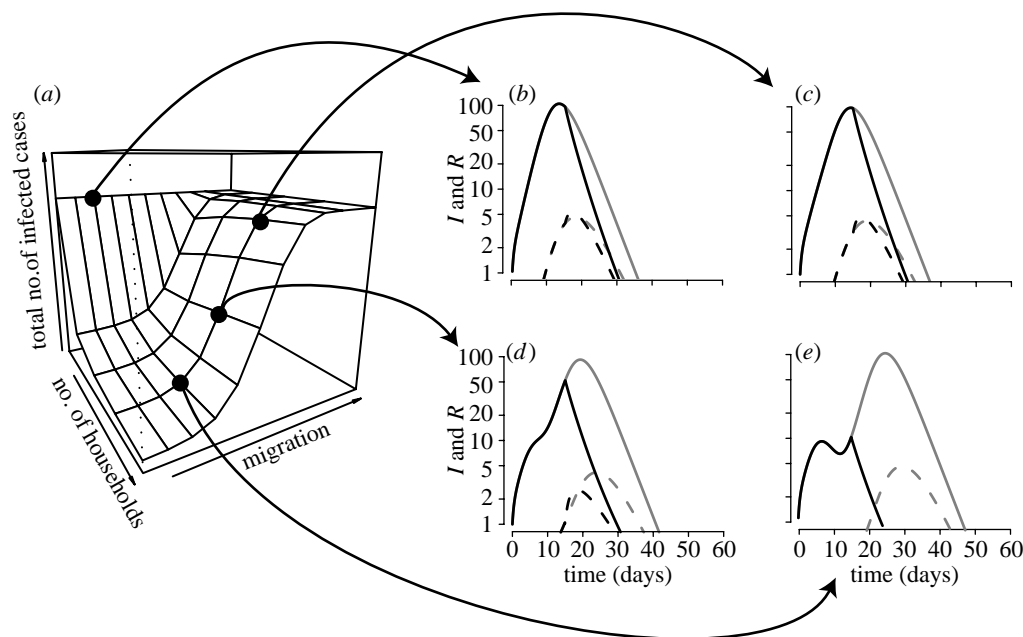 (a)
total no.of infected cases
no. of households
migration
(b)
I and R
100
50
20
10
5
2
1
(c)
(d)
I and R
100
50
20
10
5
2
1
0 10 20 30 40 50 60
time (days)
(e)
0 10 20 30 40 50 60
time (days)